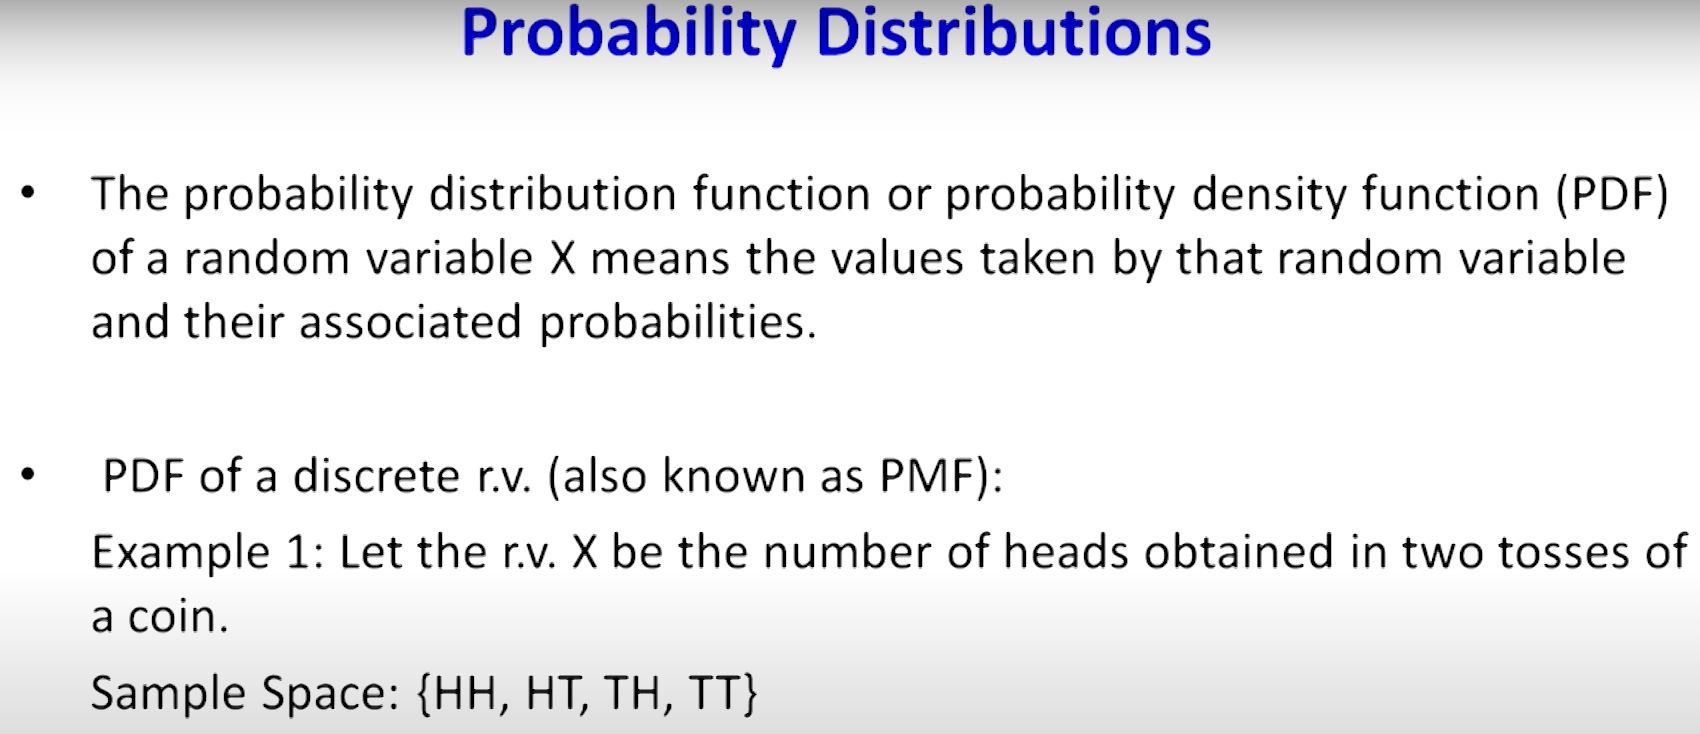 Probability Distributions
• The probability distribution function or probability density function (PDF)
of a random variable X means the values taken by that random variable
and their associated probabilities.
• PDF of a discrete r.v. (also known as PMF):
Example 1: Let the r.v. X be the number of heads obtained in two tosses of
a coin.
Sample Space: {HH, HT, TH, TT}